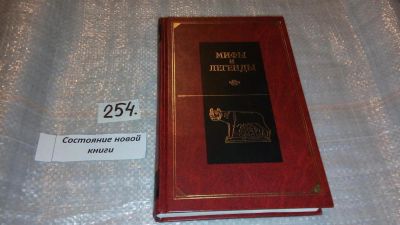 254.
Состояние новой
книги
МИФЫ
И
ЛЕГЕНДЫ